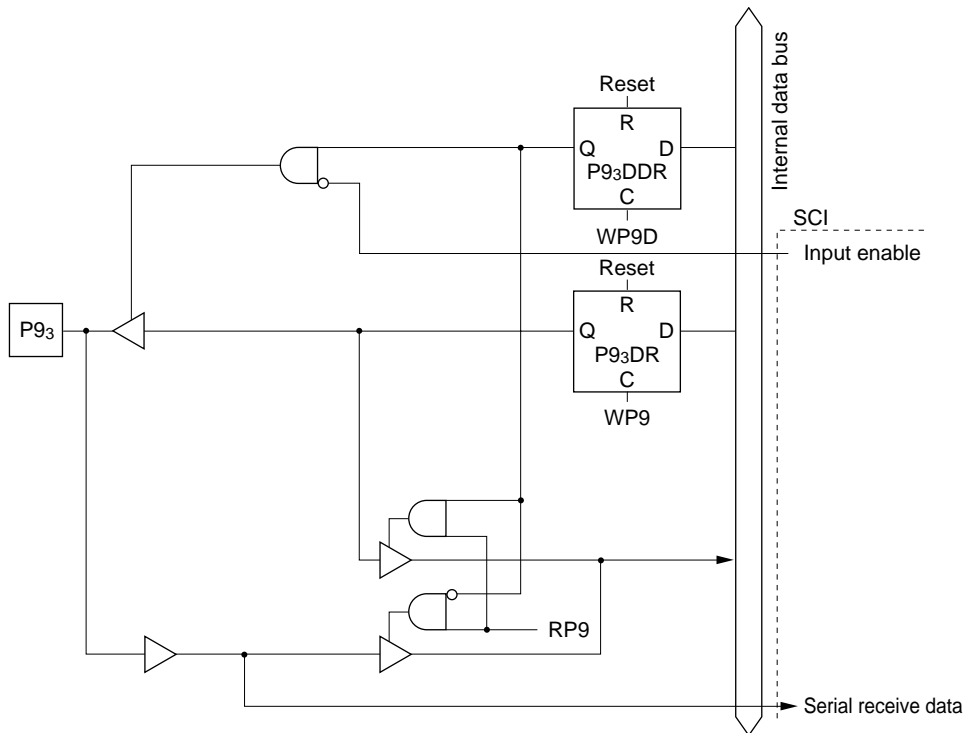 Reset
R
Q
D
P9₃DDR
C
WP9D
Internal data bus
SCI
Input enable
Reset
R
Q
D
P9₃DR
C
WP9
P9₃
RP9
Serial receive data